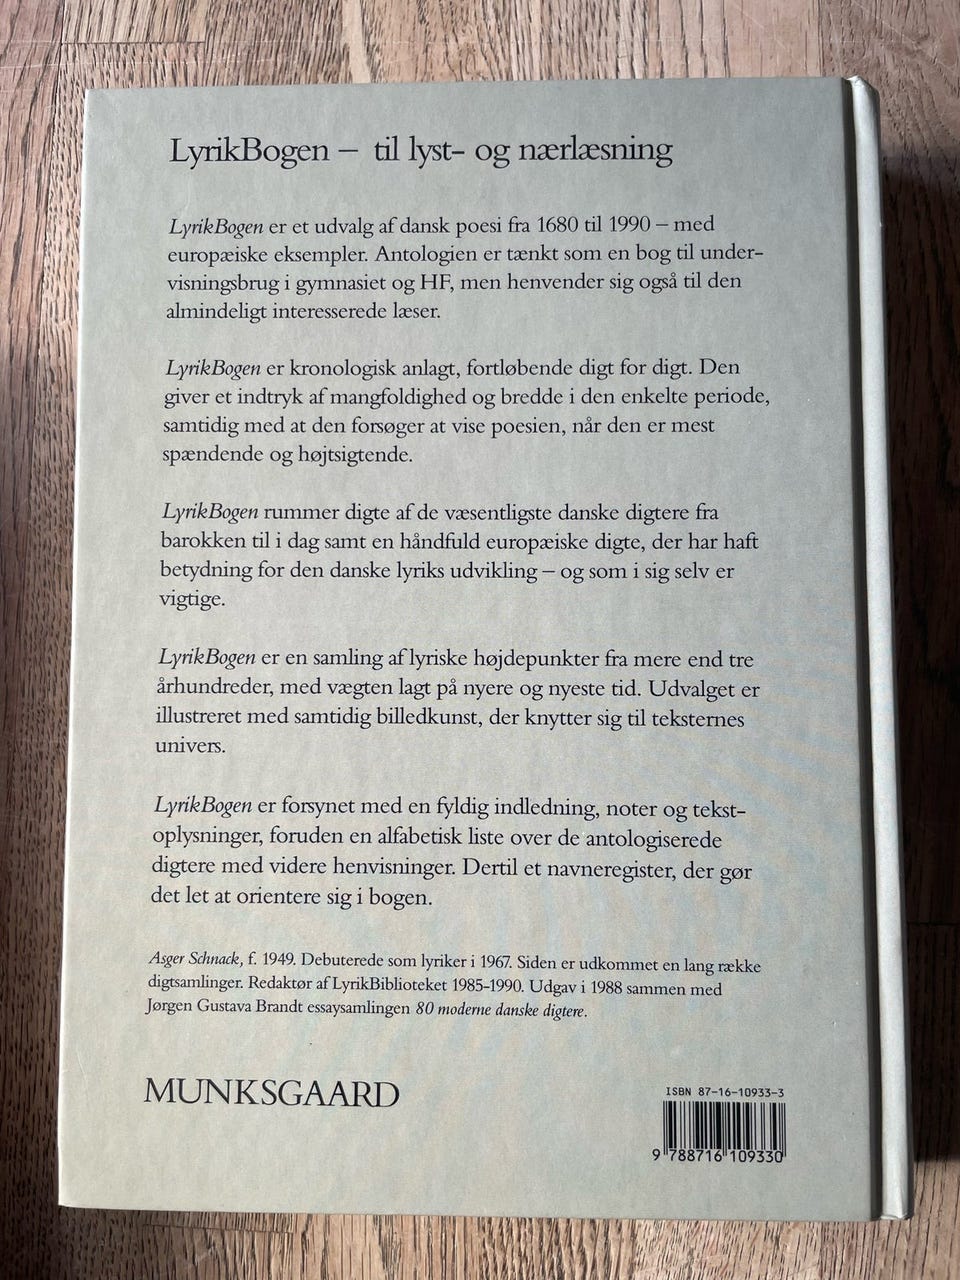 LyrikBogen – til lyst- og nærlæsning
LyrikBogen er et udvalg af dansk poesi fra 1680 til 1990 – med
europæiske eksempler. Antologien er tænkt som en bog til under-
visningsbrug i gymnasiet og HF, men henvender sig også til den
almindeligt interesserede læser.
LyrikBogen er kronologisk anlagt, fortløbende digt for digt. Den
giver et indtryk af mangfoldighed og bredde i den enkelte periode,
samtidig med at den forsøger at vise poesien, når den er mest
spændende og højtsigtende.
LyrikBogen rummer digte af de væsentligste danske digtere fra
barokken til i dag samt en håndfuld europæiske digte, der har haft
betydning for den danske lyriks udvikling – og som i sig selv er
vigtige.
LyrikBogen er en samling af lyriske højdepunkter fra mere end tre
århundreder, med vægten lagt på nyere og nyeste tid. Udvalget er
illustreret med samtidig billedkunst, der knytter sig til teksternes
univers.
LyrikBogen er forsynet med en fyldig indledning, noter og tekst-
oplysninger, foruden en alfabetisk liste over de antologiserede
digtere med videre henvisninger. Dertil et navneregister, der gør
det let at orientere sig i bogen.
Asger Schnack, f. 1949. Debuterede som lyriker i 1967. Siden er udkommet en lang række
digtsamlinger. Redaktør af LyrikBiblioteket 1985-1990. Udgav i 1988 sammen med
Jørgen Gustava Brandt essaysamlingen 80 moderne danske digtere.
MUNKSGAARD
ISBN 87-16-10933-3
9 788716 109330